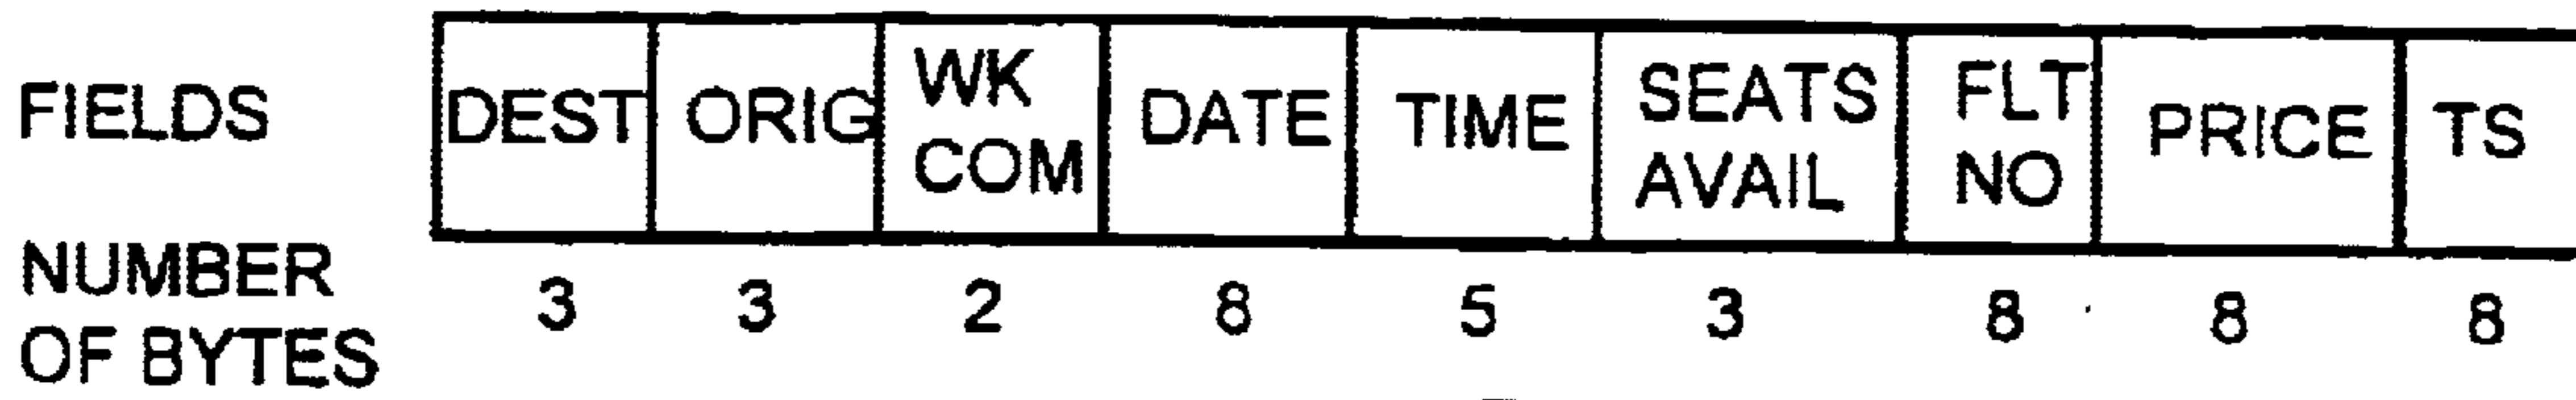 FIELDS DEST ORIG WK COM DATE TIME SEATS AVAIL FLT NO PRICE TS
NUMBER OF BYTES 3 3 2 8 5 3 8 8 8